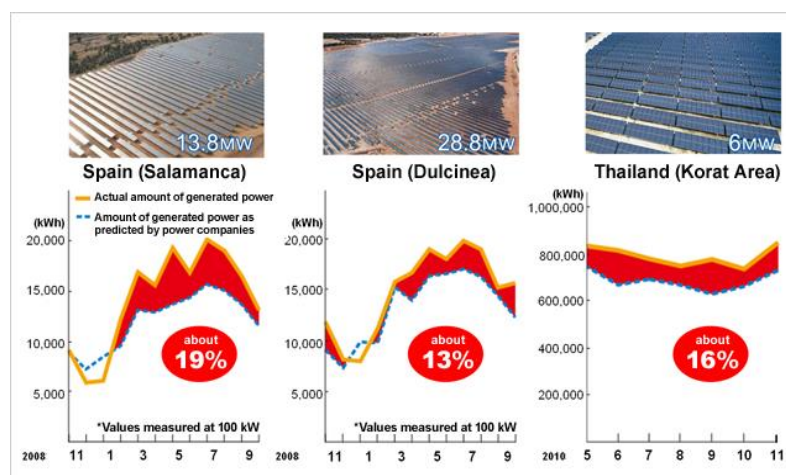 13.8MW
28.8MW
6MW
Spain (Salamanca)
Spain (Dulcinea)
Thailand (Korat Area)
Actual amount of generated power
Amount of generated power as
predicted by power companies
(kWh)
20,000
15,000
10,000
5,000
about
19%
*Values measured at 100 kW
2008 11 1 3 5 7 9
(kWh)
20,000
15,000
10,000
5,000
about
13%
*Values measured at 100 kW
2008 11 1 3 5 7 9
(kWh)
1,000,000
800,000
600,000
400,000
200,000
about
16%
2010 5 6 7 8 9 10 11